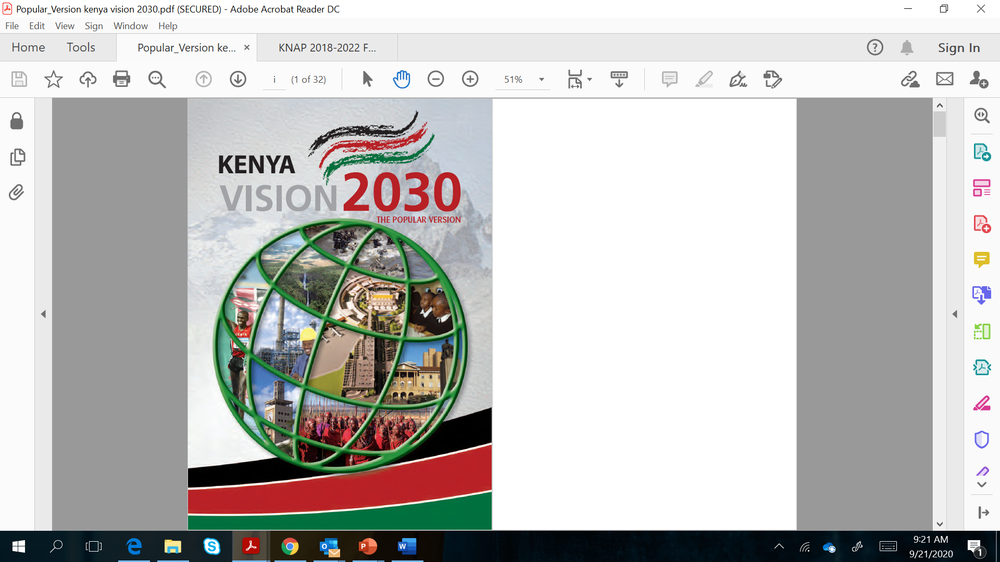 Popular_Version kenya vision 2030.pdf (SECURED) - Adobe Acrobat Reader DC
File Edit View Sign Window Help
Home Tools Popular_Version ke... KNAP 2018-2022 F... Sign In
i (1 of 32) 51%
KENYA
VISION 2030
THE POPULAR VERSION
KENYA
9:21 AM
9/21/2020
1